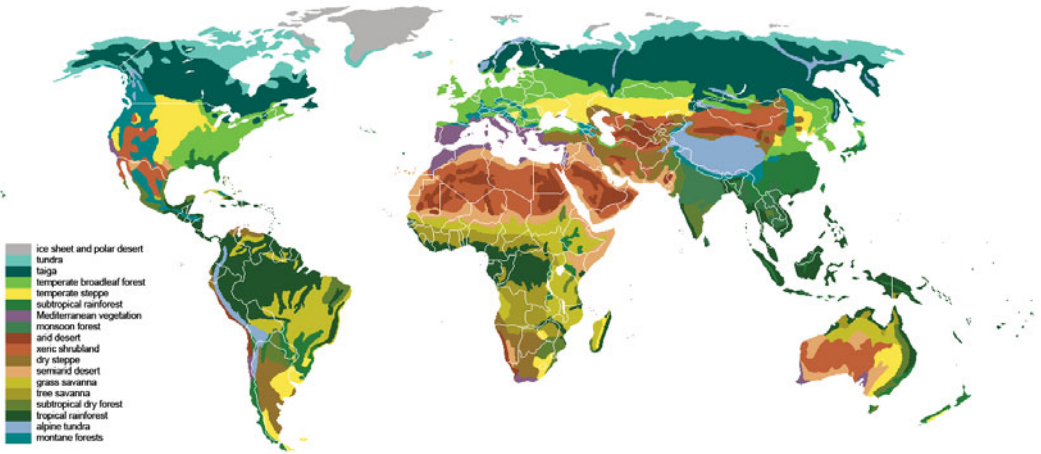 ice sheet and polar desert
tundra
taiga
temperate broadleaf forest
temperate steppe
subtropical rainforest
Mediterranean vegetation
monsoon forest
arid desert
xeric shrubland
dry steppe
semiarid desert
grass savanna
tree savanna
subtropical dry forest
tropical rainforest
alpine tundra
montane forests